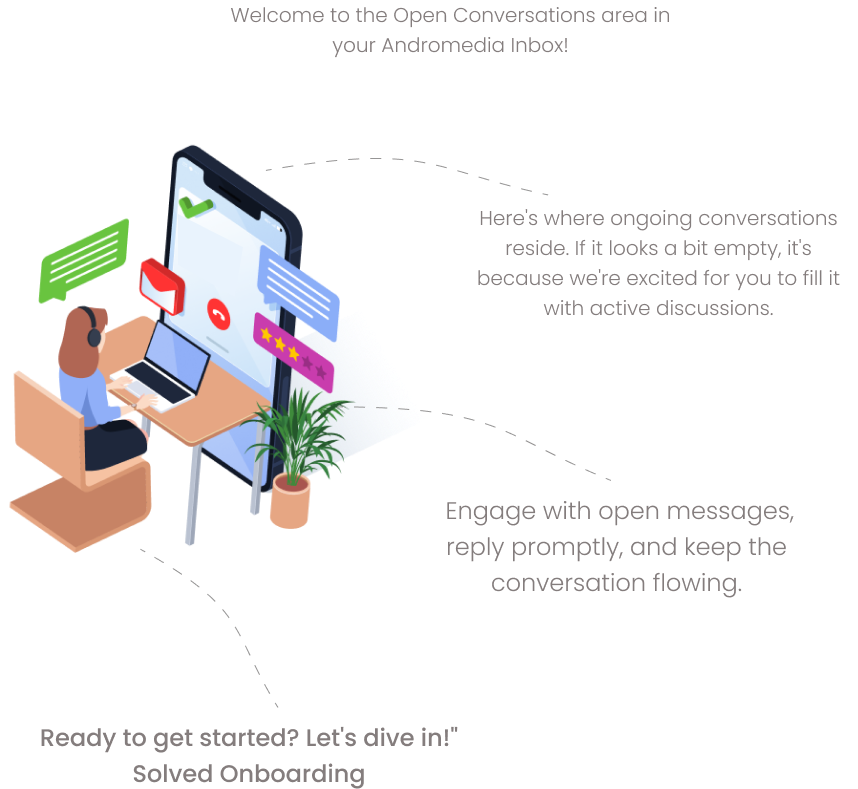 Welcome to the Open Conversations area in
your Andromedia Inbox!
Here's where ongoing conversations
reside. If it looks a bit empty, it's
because we're excited for you to fill it
with active discussions.
Engage with open messages,
reply promptly, and keep the
conversation flowing.
Ready to get started? Let's dive in!"
Solved Onboarding